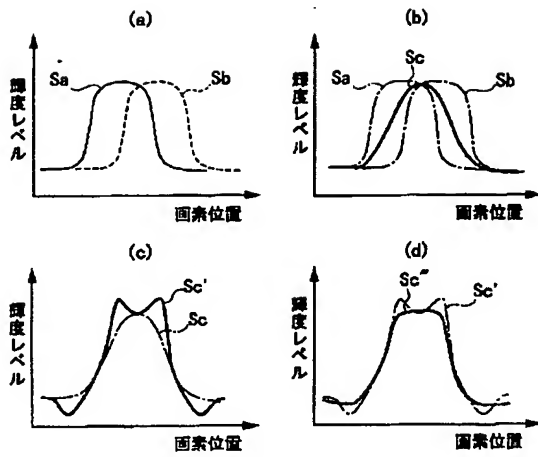 (a)
輝度レベル
Sa
Sb
画素位置
(b)
輝度レベル
Sa
Sc
Sb
画素位置
(c)
輝度レベル
Sc'
Sc
画素位置
(d)
輝度レベル
Sc"
Sc'
画素位置